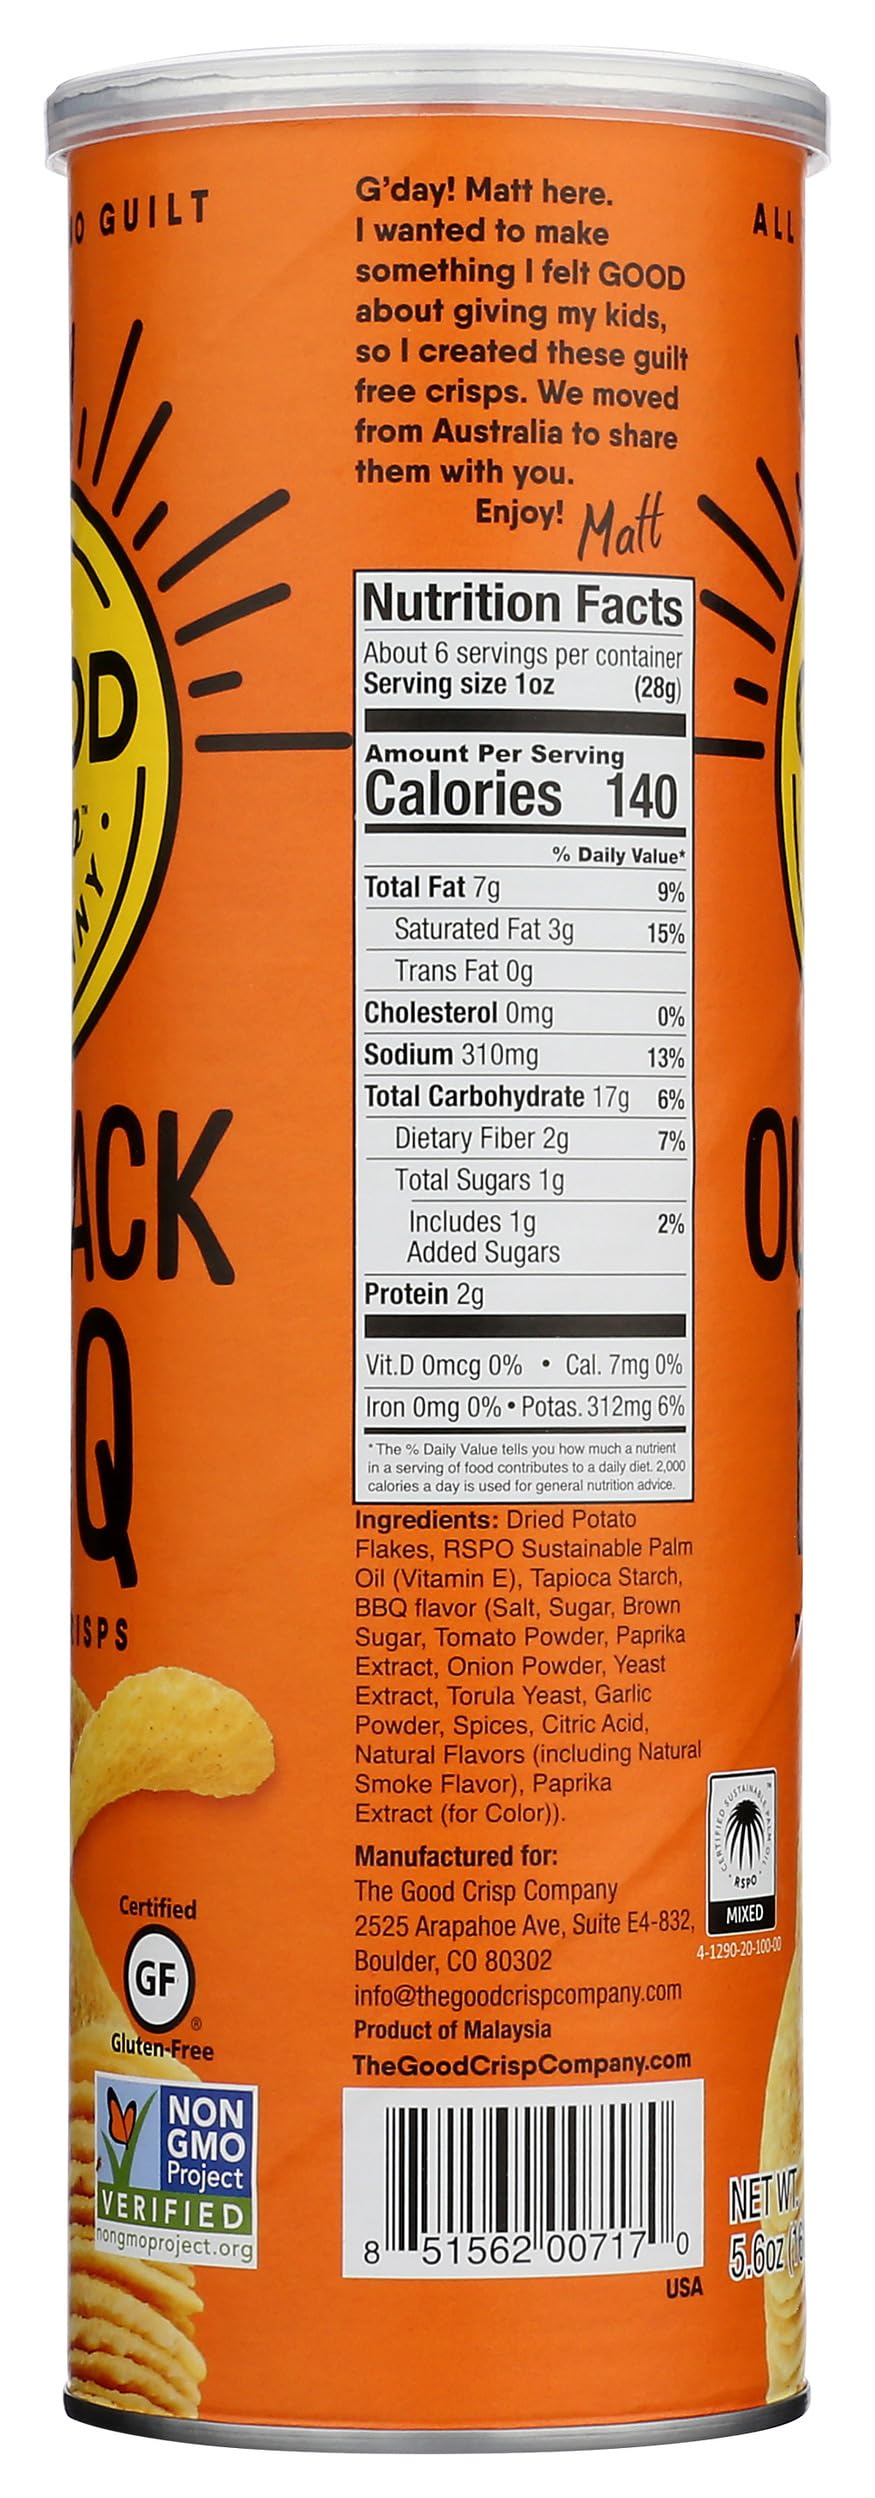 GUILT
ALL
G'day! Matt here.
I wanted to make
something I felt GOOD
about giving my kids,
so I created these guilt
free crisps. We moved
from Australia to share
them with you.
Enjoy! Matt
Nutrition Facts
About 6 servings per container
Serving size 1oz (28g)
Amount Per Serving
Calories 140
% Daily Value*
Total Fat 7g 9%
Saturated Fat 3g 15%
Trans Fat 0g
Cholesterol 0mg 0%
Sodium 310mg 13%
Total Carbohydrate 17g 6%
Dietary Fiber 2g 7%
Total Sugars 1g
Includes 1g 2%
Added Sugars
Protein 2g
Vit.D 0mcg 0% • Cal. 7mg 0%
Iron 0mg 0% • Potas. 312mg 6%
*The % Daily Value tells you how much a nutrient
in a serving of food contributes to a daily diet. 2,000
calories a day is used for general nutrition advice.
Ingredients: Dried Potato
Flakes, RSPO Sustainable Palm
Oil (Vitamin E), Tapioca Starch,
BBQ flavor (Salt, Sugar, Brown
Sugar, Tomato Powder, Paprika
Extract, Onion Powder, Yeast
Extract, Torula Yeast, Garlic
Powder, Spices, Citric Acid,
Natural Flavors (including Natural
Smoke Flavor), Paprika
Extract (for Color)).
Manufactured for:
The Good Crisp Company
2525 Arapahoe Ave, Suite E4-832,
Boulder, CO 80302
info@thegoodcrispcompany.com
Product of Malaysia
TheGoodCrispCompany.com
8 51562 00717 0
USA
ACK
Q
ISPS
Certified
GF®
Gluten-Free
NON
GMO
Project
VERIFIED
nongmoproject.org
CERTIFIED SUSTAINABLE PALM OIL
RSPO™
MIXED
4-1290-20-100-00
NET WT.
5.6oz